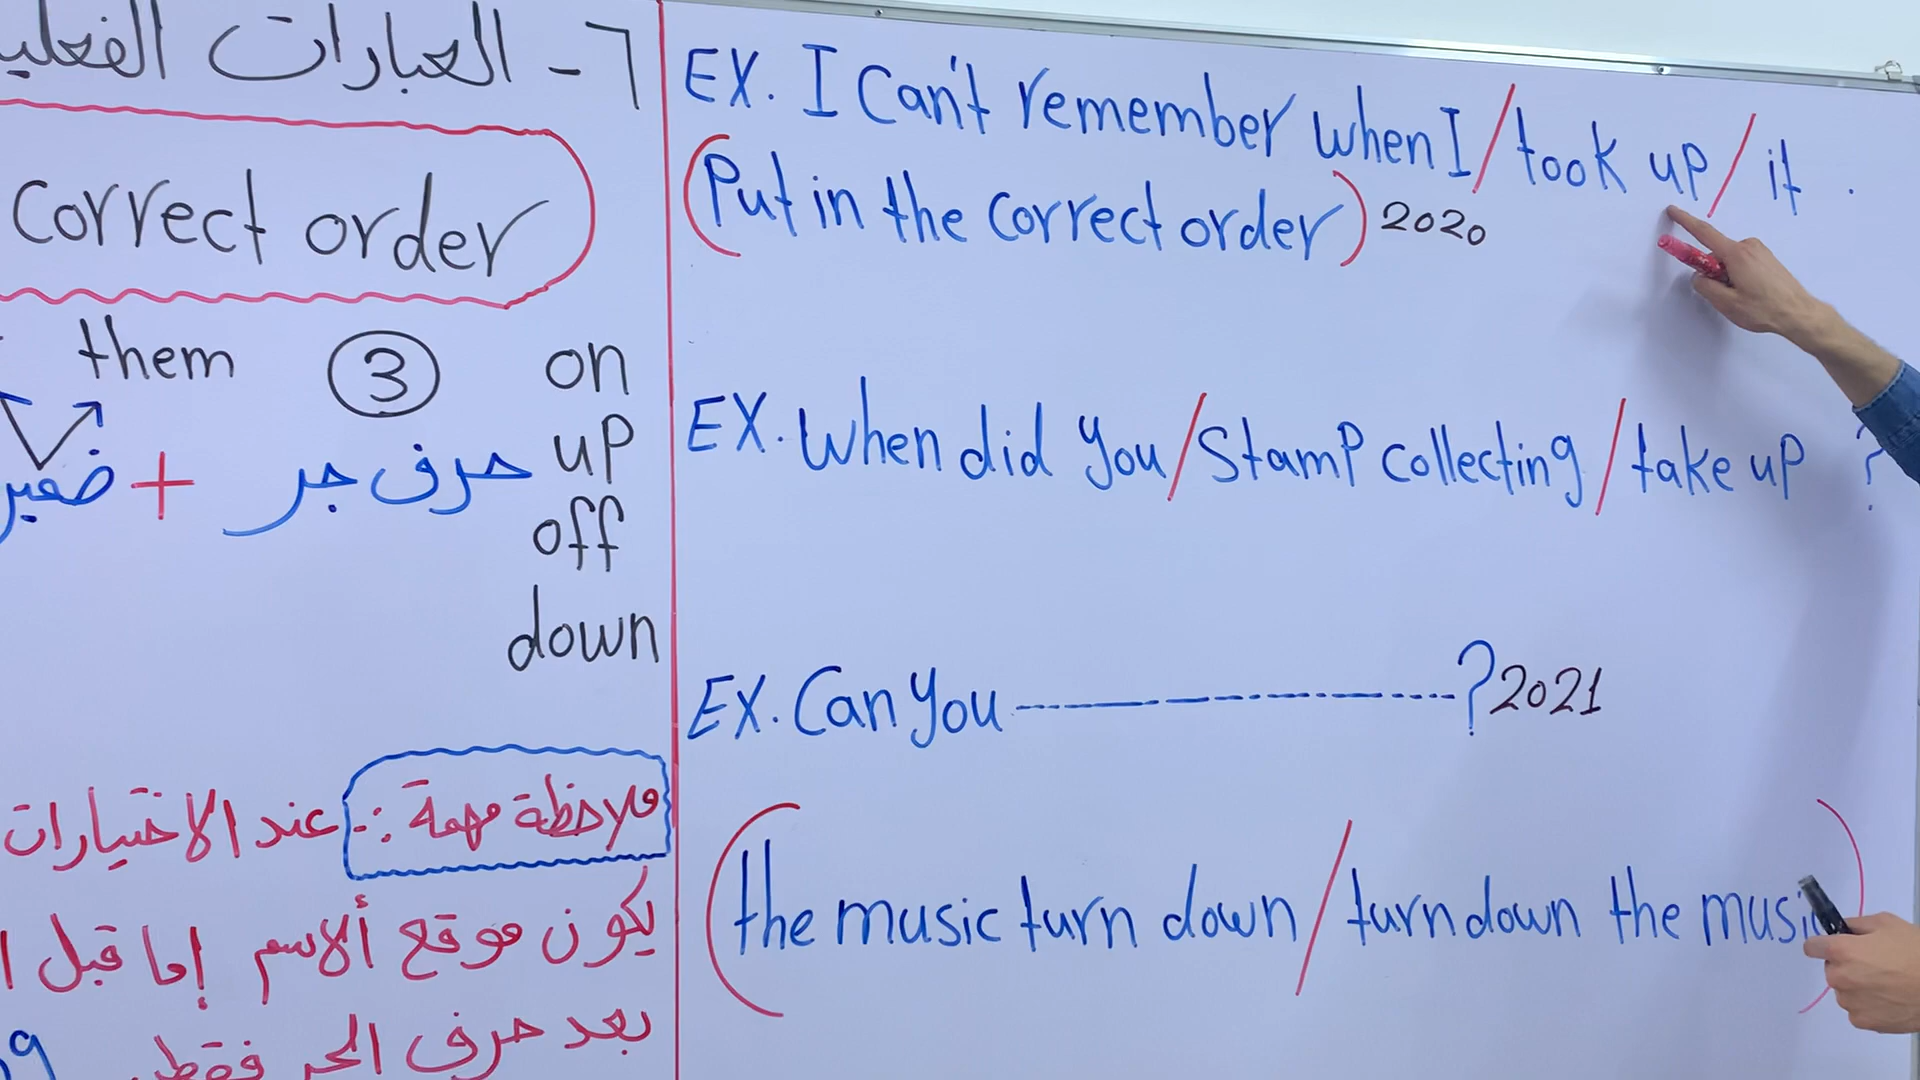 ٦ - العبارات الفعلي
correct order
them ③ on
ضمير + حرف جر up
off
down
ملاحظة مهمة :- عند الاختيارات
يكون موقع ألاسم إما قبل ا
بعد حرف الجر فقط.
EX. I Can't remember when I / took up / it .
(Put in the correct order) 2020
EX. When did you / Stamp collecting / take up ?
EX. Can you ----------? 2021
(the music turn down / turn down the music)